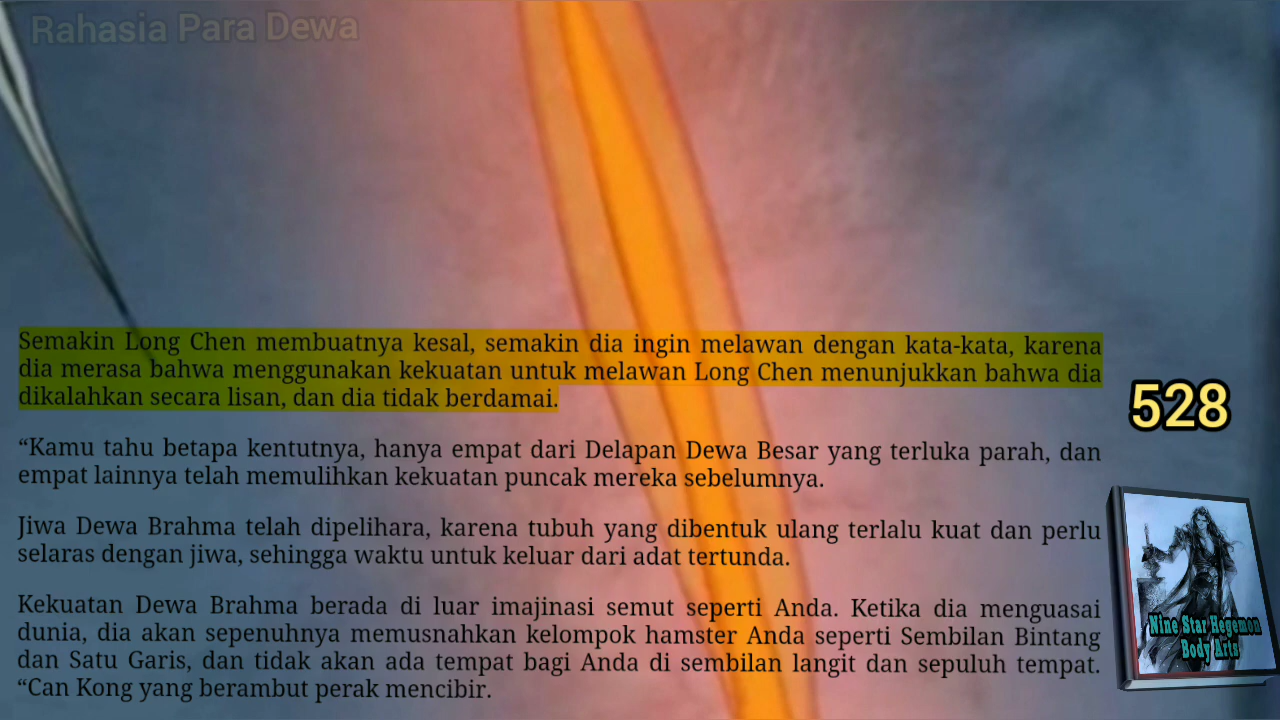 Rahasia Para Dewa
Semakin Long Chen membuatnya kesal, semakin dia ingin melawan dengan kata-kata, karena
dia merasa bahwa menggunakan kekuatan untuk melawan Long Chen menunjukkan bahwa dia
dikalahkan secara lisan, dan dia tidak berdamai.
“Kamu tahu betapa kentutnya, hanya empat dari Delapan Dewa Besar yang terluka parah, dan
empat lainnya telah memulihkan kekuatan puncak mereka sebelumnya.
Jiwa Dewa Brahma telah dipelihara, karena tubuh yang dibentuk ulang terlalu kuat dan perlu
selaras dengan jiwa, sehingga waktu untuk keluar dari adat tertunda.
Kekuatan Dewa Brahma berada di luar imajinasi semut seperti Anda. Ketika dia menguasai
dunia, dia akan sepenuhnya memusnahkan kelompok hamster Anda seperti Sembilan Bintang
dan Satu Garis, dan tidak akan ada tempat bagi Anda di sembilan langit dan sepuluh tempat.
“Can Kong yang berambut perak mencibir.
528
Nine Star Hegemon
Body Arts